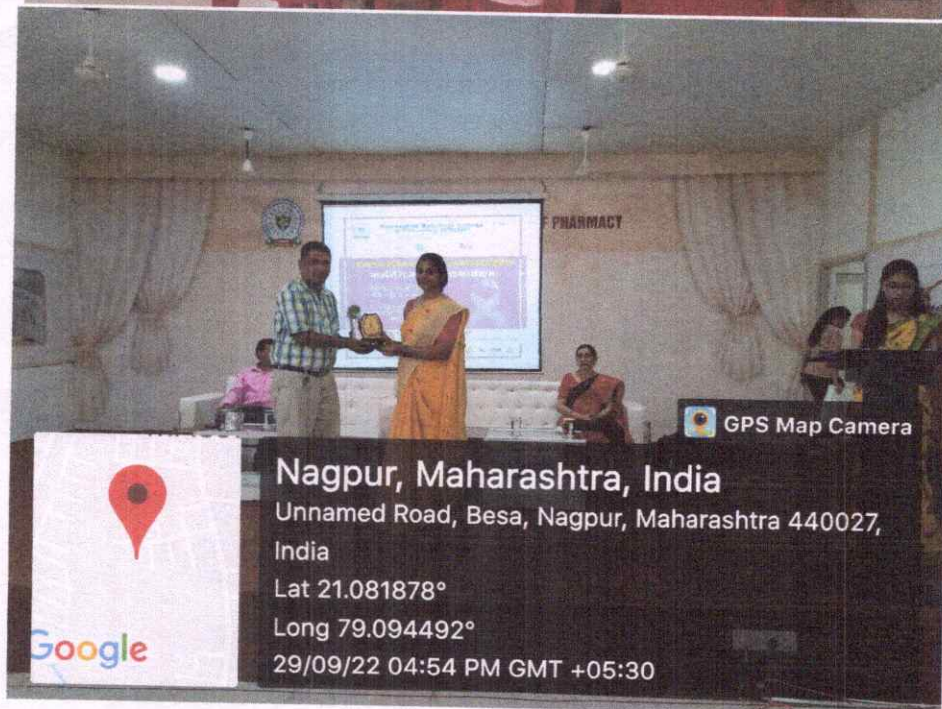 F PHARMACY
GPS Map Camera
Nagpur, Maharashtra, India
Unnamed Road, Besa, Nagpur, Maharashtra 440027,
India
Lat 21.081878°
Long 79.094492°
29/09/22 04:54 PM GMT +05:30
Google